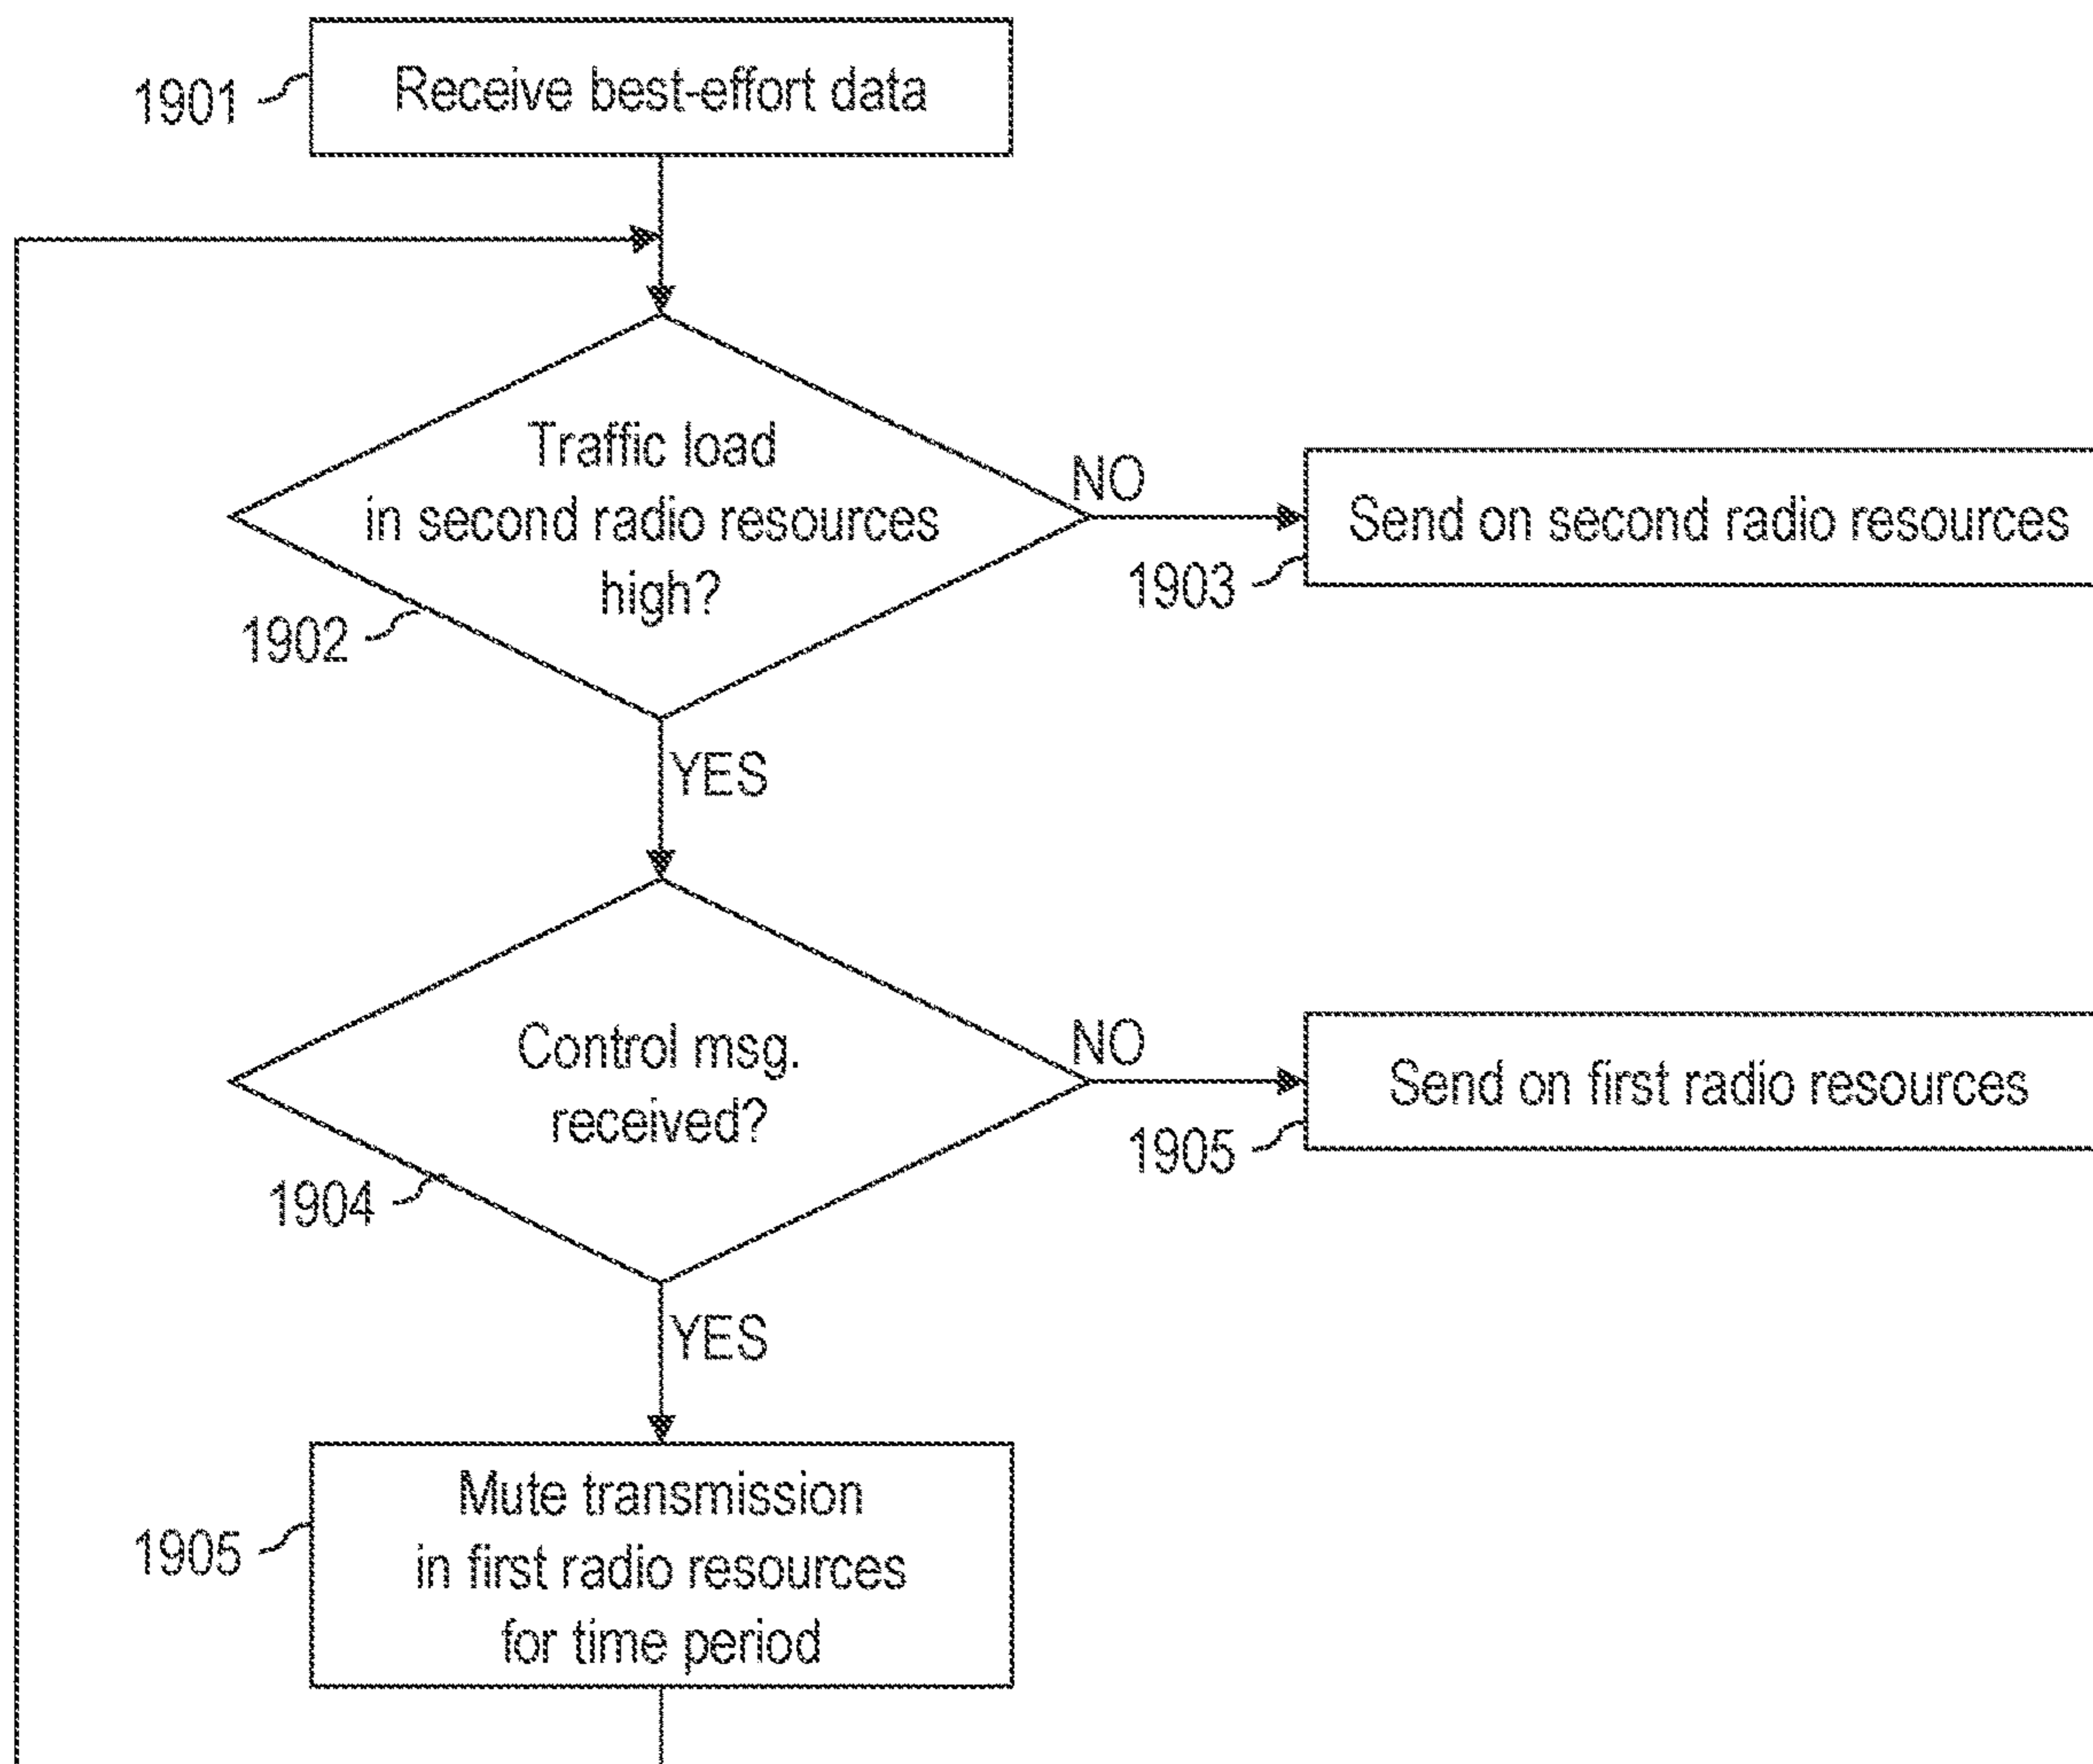 1901
Receive best-effort data
Traffic load
in second radio resources
high?
1902
NO
Send on second radio resources
1903
YES
Control msg.
received?
1904
NO
Send on first radio resources
1905
YES
Mute transmission
in first radio resources
for time period
1905